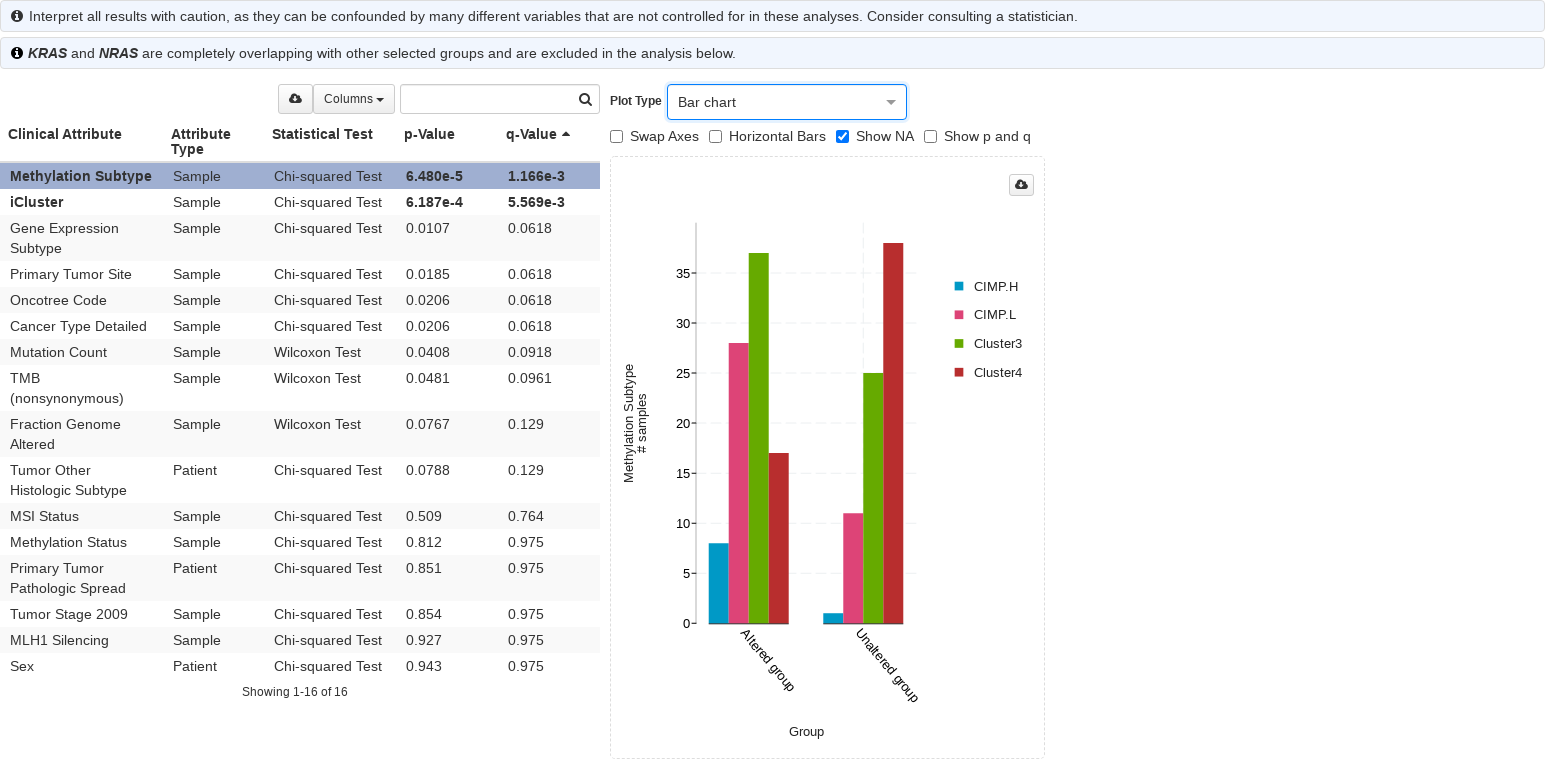 Interpret all results with caution, as they can be confounded by many different variables that are not controlled for in these analyses. Consider consulting a statistician.
KRAS and NRAS are completely overlapping with other selected groups and are excluded in the analysis below.
Columns
Clinical Attribute Attribute Type Statistical Test p-Value q-Value
Methylation Subtype Sample Chi-squared Test 6.480e-5 1.166e-3
iCluster Sample Chi-squared Test 6.187e-4 5.569e-3
Gene Expression Subtype Sample Chi-squared Test 0.0107 0.0618
Primary Tumor Site Sample Chi-squared Test 0.0185 0.0618
Oncotree Code Sample Chi-squared Test 0.0206 0.0618
Cancer Type Detailed Sample Chi-squared Test 0.0206 0.0618
Mutation Count Sample Wilcoxon Test 0.0408 0.0918
TMB (nonsynonymous) Sample Wilcoxon Test 0.0481 0.0961
Fraction Genome Altered Sample Wilcoxon Test 0.0767 0.129
Tumor Other Histologic Subtype Patient Chi-squared Test 0.0788 0.129
MSI Status Sample Chi-squared Test 0.509 0.764
Methylation Status Sample Chi-squared Test 0.812 0.975
Primary Tumor Pathologic Spread Patient Chi-squared Test 0.851 0.975
Tumor Stage 2009 Sample Chi-squared Test 0.854 0.975
MLH1 Silencing Sample Chi-squared Test 0.927 0.975
Sex Patient Chi-squared Test 0.943 0.975
Showing 1-16 of 16
Plot Type Bar chart
Swap Axes Horizontal Bars Show NA Show p and q
Methylation Subtype
# samples
35
30
25
20
15
10
5
0
Altered group
Unaltered group
Group
CIMP.H
CIMP.L
Cluster3
Cluster4